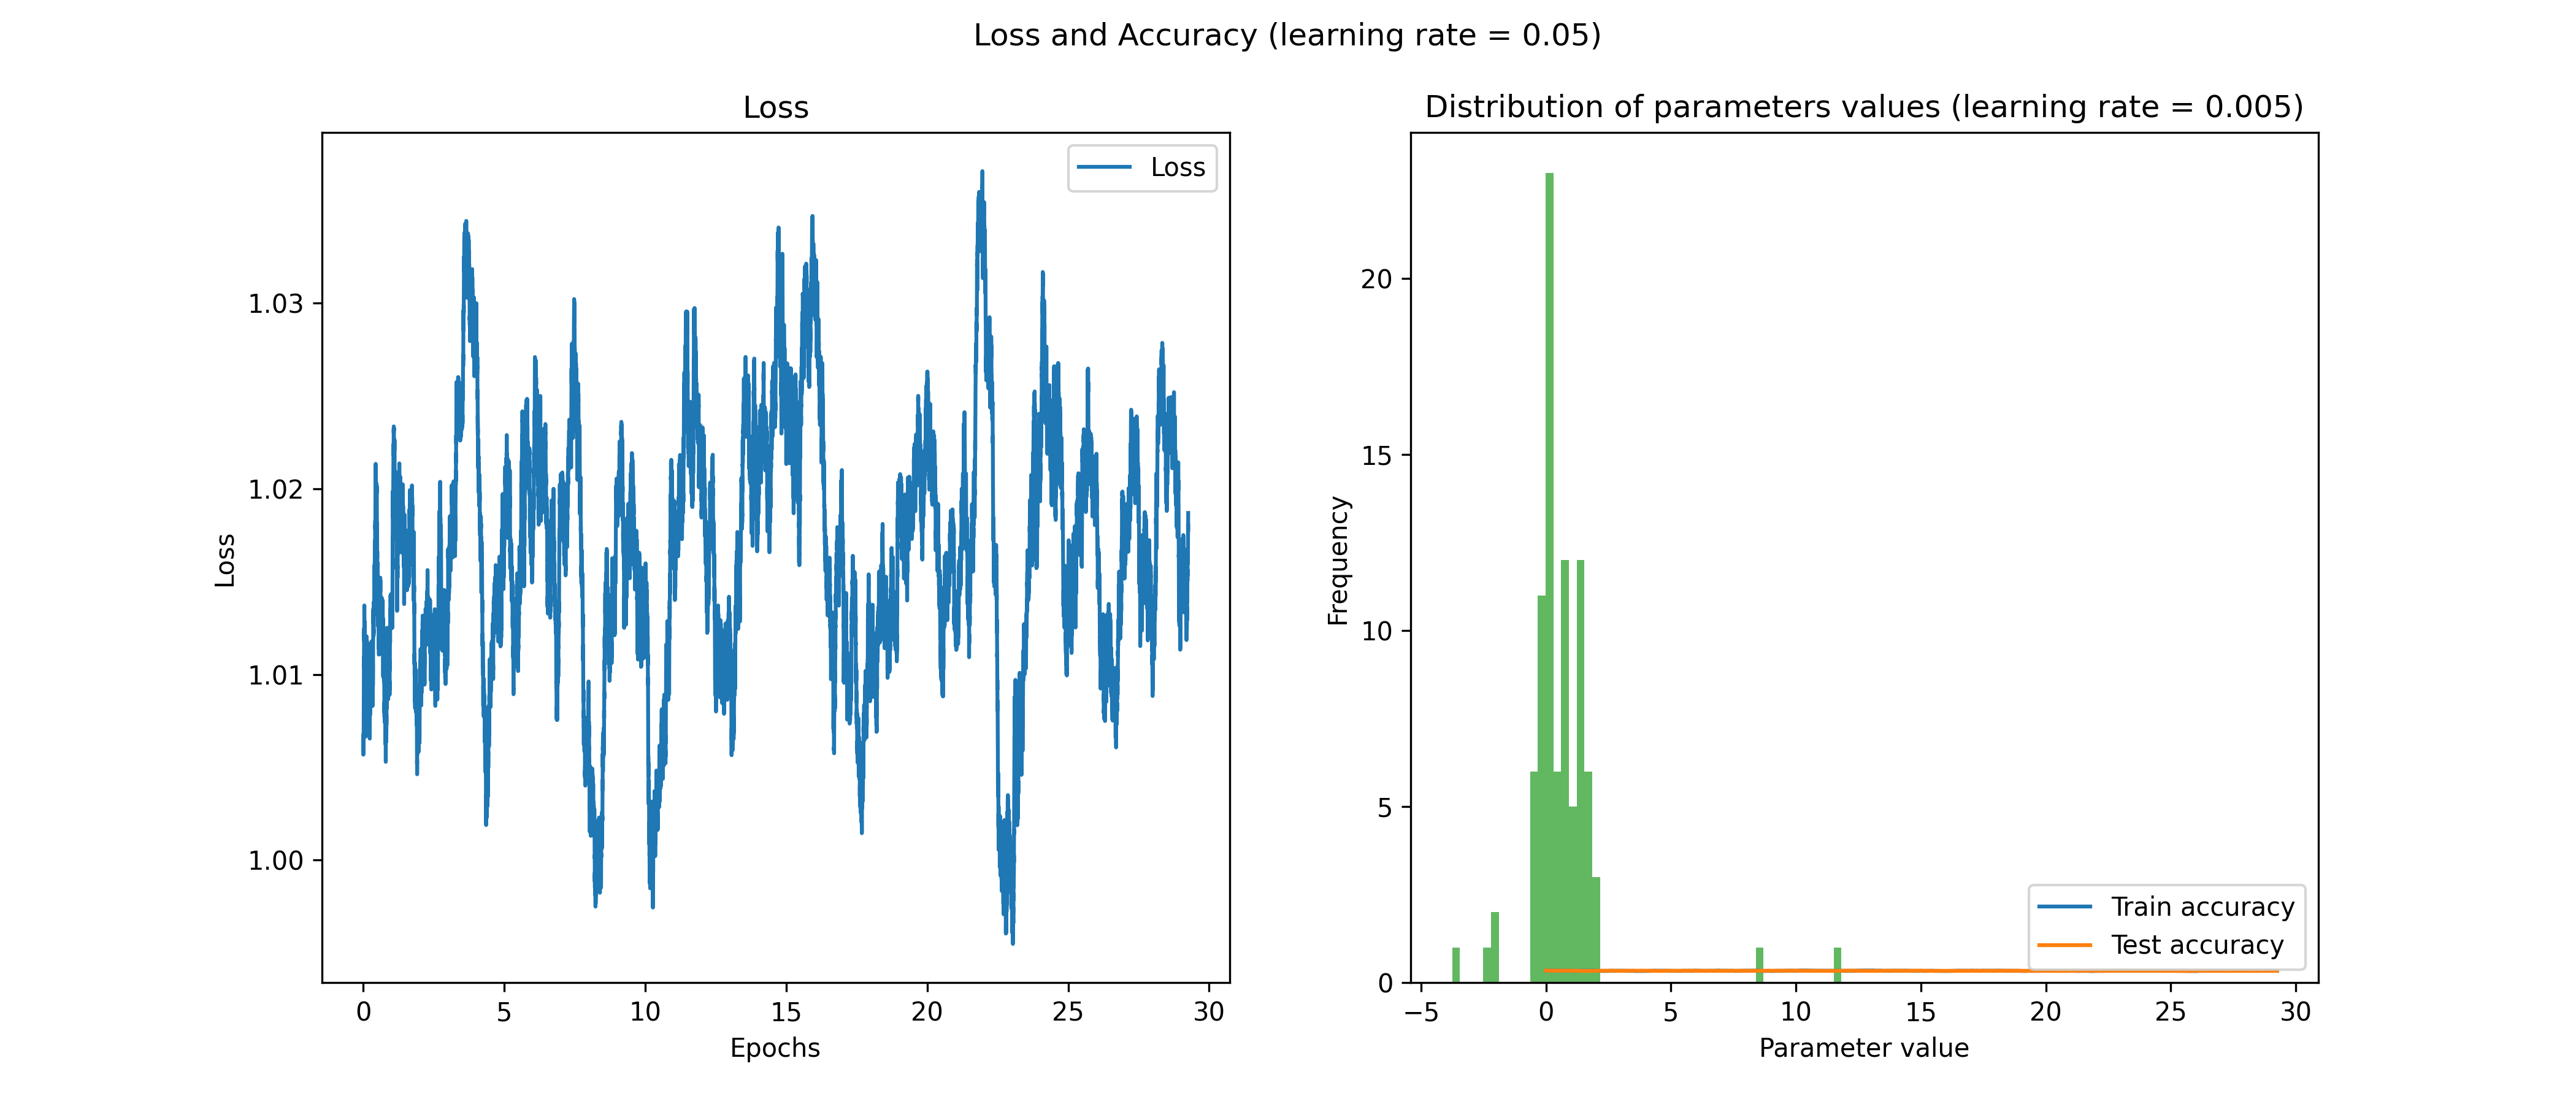 Loss and Accuracy (learning rate = 0.05)
Loss
Loss
1.03
1.02
1.01
1.00
Loss
0 5 10 15 20 25 30
Epochs
Distribution of parameters values (learning rate = 0.005)
20
15
10
5
0
Frequency
Train accuracy
Test accuracy
−5 0 5 10 15 20 25 30
Parameter value